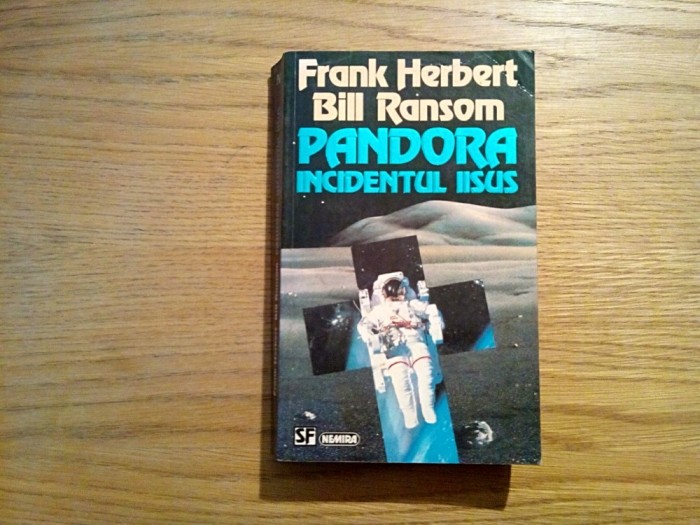 Frank Herbert
Bill Ransom
PANDORA
INCIDENTUL IISUS
SF NEMIRA